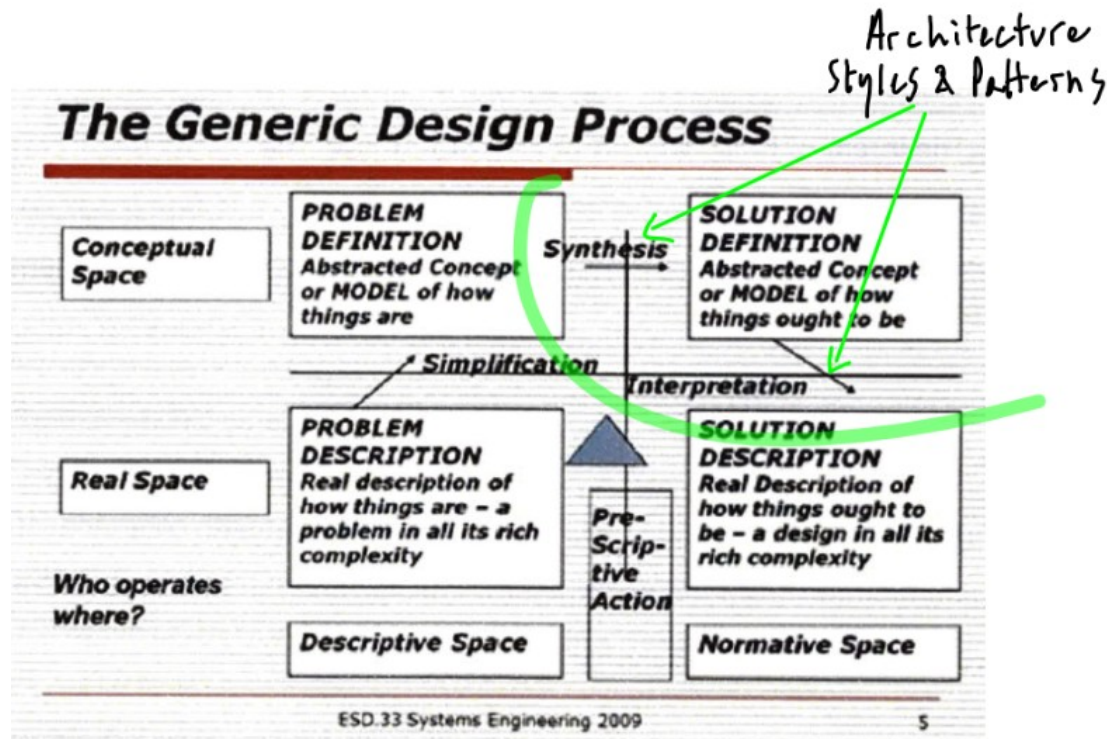 Architecture
Styles & Patterns
The Generic Design Process
Conceptual
Space
PROBLEM
DEFINITION
Abstracted Concept
or MODEL of how
things are
Synthesis
SOLUTION
DEFINITION
Abstracted Concept
or MODEL of how
things ought to be
Simplification
Interpretation
Real Space
PROBLEM
DESCRIPTION
Real description of
how things are – a
problem in all its rich
complexity
SOLUTION
DESCRIPTION
Real Description of
how things ought to
be – a design in all its
rich complexity
Pre-
Scrip-
tive
Action
Who operates
where?
Descriptive Space
Normative Space
ESD.33 Systems Engineering 2009
5